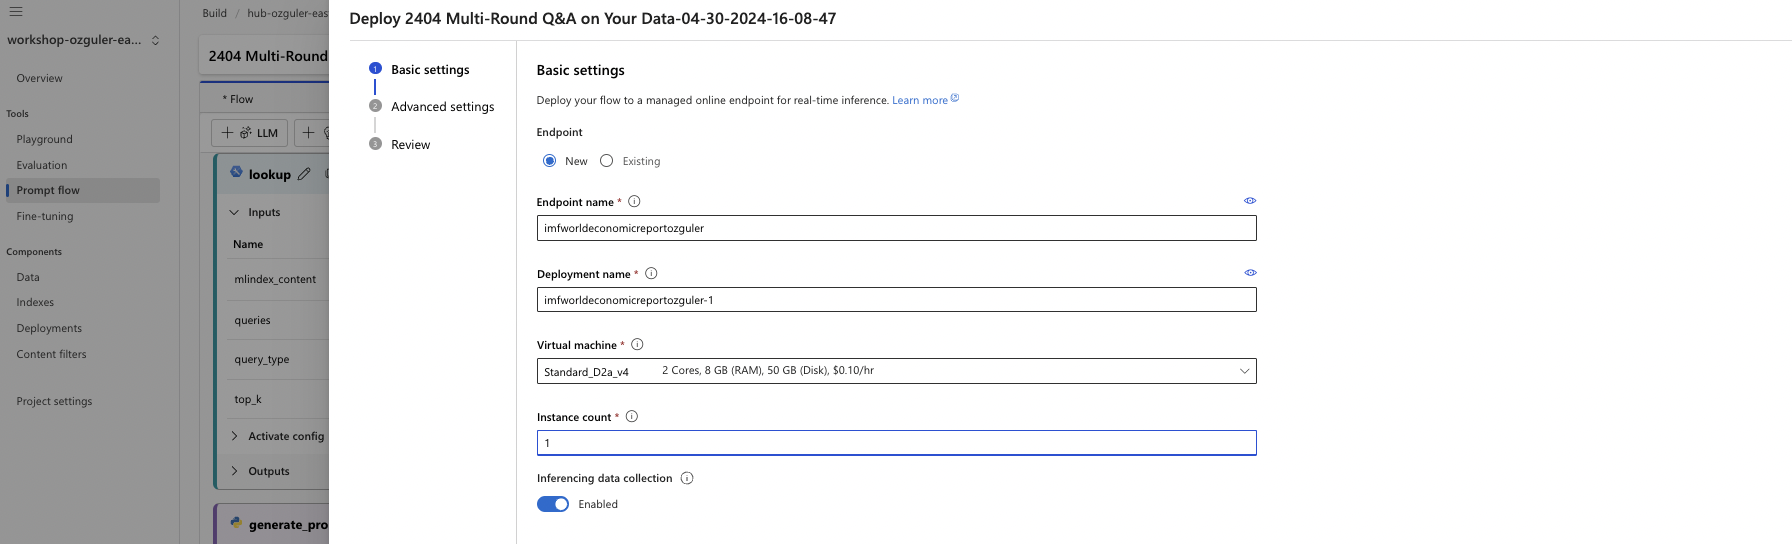 Deploy 2404 Multi-Round Q&A on Your Data-04-30-2024-16-08-47
Build / hub-ozguler-eas
workshop-ozguler-ea...
2404 Multi-Round
Overview
* Flow
Tools
Playground
+ LLM +
Evaluation
Prompt flow
lookup
Fine-tuning
Inputs
Components
Name
Data
mlindex_content
Indexes
queries
Deployments
Content filters
query_type
Project settings
top_k
Activate config
Outputs
generate_pro
1 Basic settings
2 Advanced settings
3 Review
Basic settings
Deploy your flow to a managed online endpoint for real-time inference. Learn more
Endpoint
New Existing
Endpoint name *
imfworldeconomicreportozguler
Deployment name *
imfworldeconomicreportozguler-1
Virtual machine *
Standard_D2a_v4 2 Cores, 8 GB (RAM), 50 GB (Disk), $0.10/hr
Instance count *
1
Inferencing data collection
Enabled